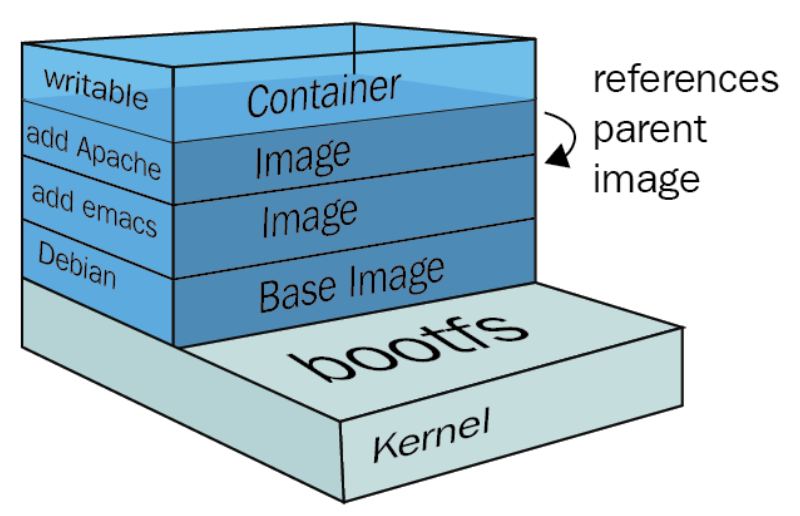 writable
Container
references
parent
image
add Apache
Image
add emacs
Image
Debian
Base Image
bootfs
Kernel